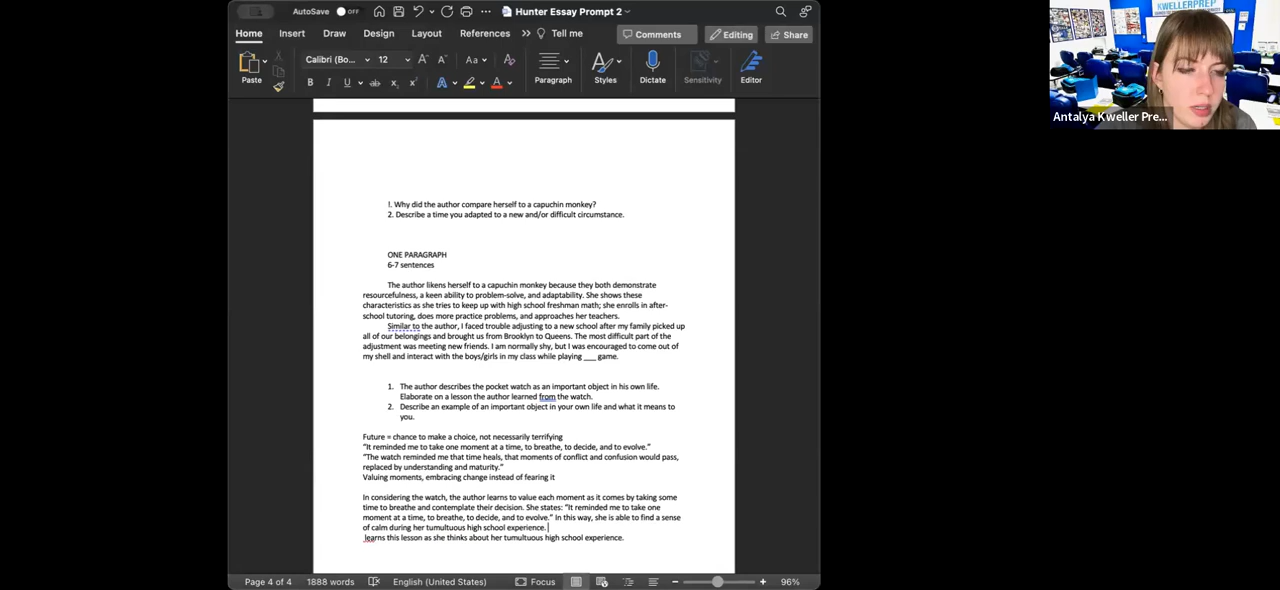 AutoSave OFF Hunter Essay Prompt 2
Home Insert Draw Design Layout References Tell me Comments Editing Share
Calibri (Bo... 12 Aa
Paste Paragraph Styles Dictate Sensitivity Editor
!. Why did the author compare herself to a capuchin monkey?
2. Describe a time you adapted to a new and/or difficult circumstance.
ONE PARAGRAPH
6-7 sentences
The author likens herself to a capuchin monkey because they both demonstrate
resourcefulness, a keen ability to problem-solve, and adaptability. She shows these
characteristics as she tries to keep up with high school freshman math; she enrolls in after-
school tutoring, does more practice problems, and approaches her teachers.
Similar to the author, I faced trouble adjusting to a new school after my family picked up
all of our belongings and brought us from Brooklyn to Queens. The most difficult part of the
adjustment was meeting new friends. I am normally shy, but I was encouraged to come out of
my shell and interact with the boys/girls in my class while playing ___ game.
1. The author describes the pocket watch as an important object in his own life.
Elaborate on a lesson the author learned from the watch.
2. Describe an example of an important object in your own life and what it means to
you.
Future = chance to make a choice, not necessarily terrifying
"It reminded me to take one moment at a time, to breathe, to decide, and to evolve."
"The watch reminded me that time heals, that moments of conflict and confusion would pass,
replaced by understanding and maturity."
Valuing moments, embracing change instead of fearing it
In considering the watch, the author learns to value each moment as it comes by taking some
time to breathe and contemplate their decision. She states: "It reminded me to take one
moment at a time, to breathe, to decide, and to evolve." In this way, she is able to find a sense
of calm during her tumultuous high school experience.
learns this lesson as she thinks about her tumultuous high school experience.
Page 4 of 4 1888 words English (United States) Focus 96%
KWELLERPREP
Antalya Kweller Pre...